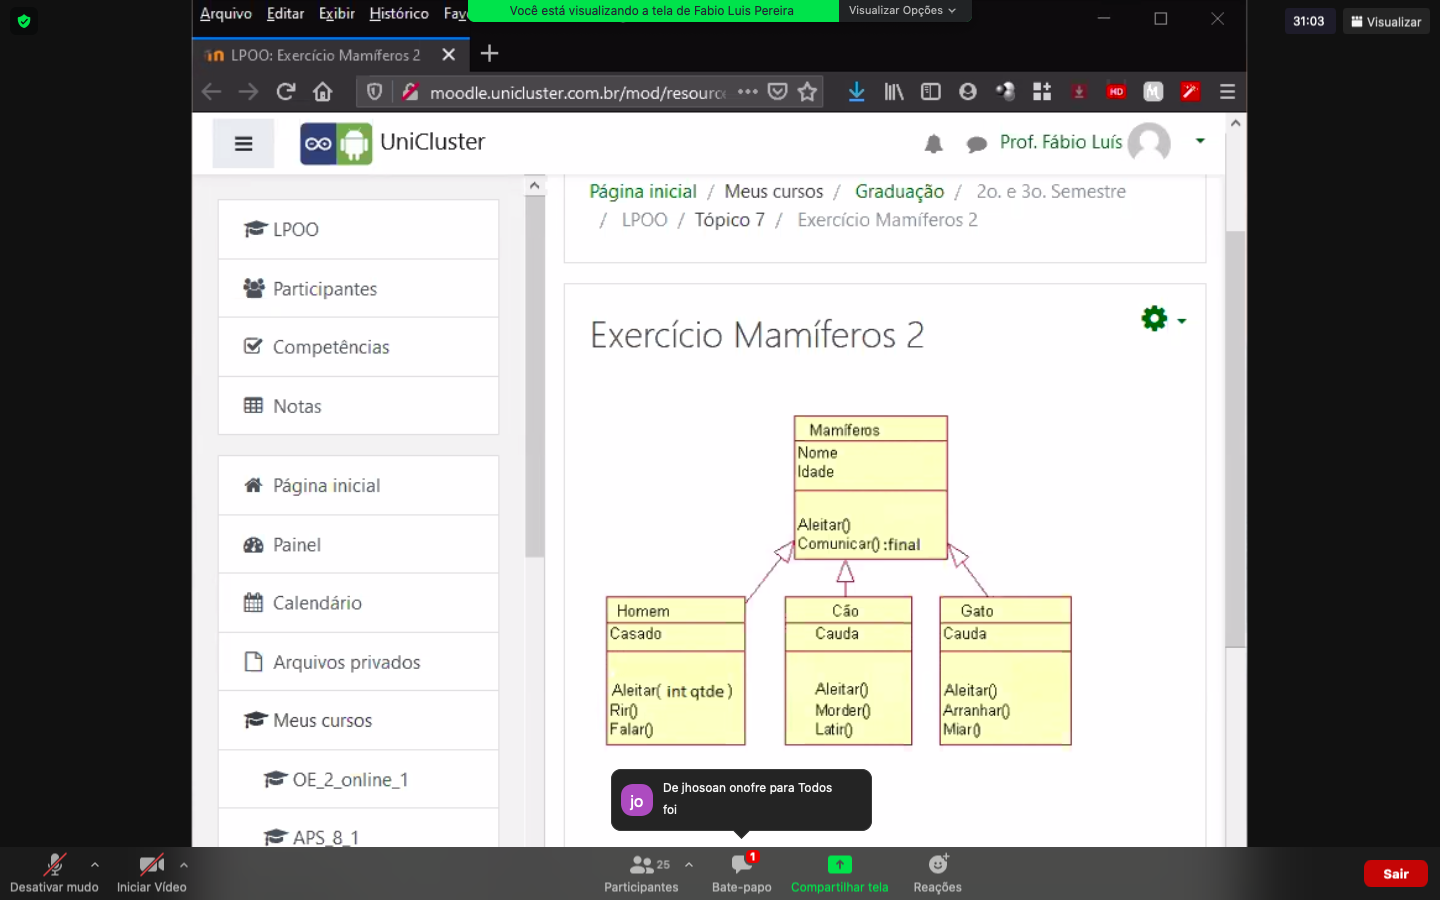 Arquivo Editar Exibir Histórico Fav
Você está visualizando a tela de Fabio Luis Pereira
Visualizar Opções
31:03
Visualizar
LPOO: Exercício Mamíferos 2
moodle.unicluster.com.br/mod/resourc
HD
UniCluster
Prof. Fábio Luís
LPOO
Participantes
Competências
Notas
Página inicial
Painel
Calendário
Arquivos privados
Meus cursos
OE_2_online_1
APS_8_1
Página inicial / Meus cursos / Graduação / 2o. e 3o. Semestre
/ LPOO / Tópico 7 / Exercício Mamíferos 2
Exercício Mamíferos 2
Mamíferos
Nome
Idade
Aleitar()
Comunicar() :final
Homem
Casado
Aleitar( int qtde )
Rir()
Falar()
Cão
Cauda
Aleitar()
Morder()
Latir()
Gato
Cauda
Aleitar()
Arranhar()
Miar()
jo
De jhosoan onofre para Todos
foi
Desativar mudo
Iniciar Vídeo
25
Participantes
1
Bate-papo
Compartilhar tela
Reações
Sair